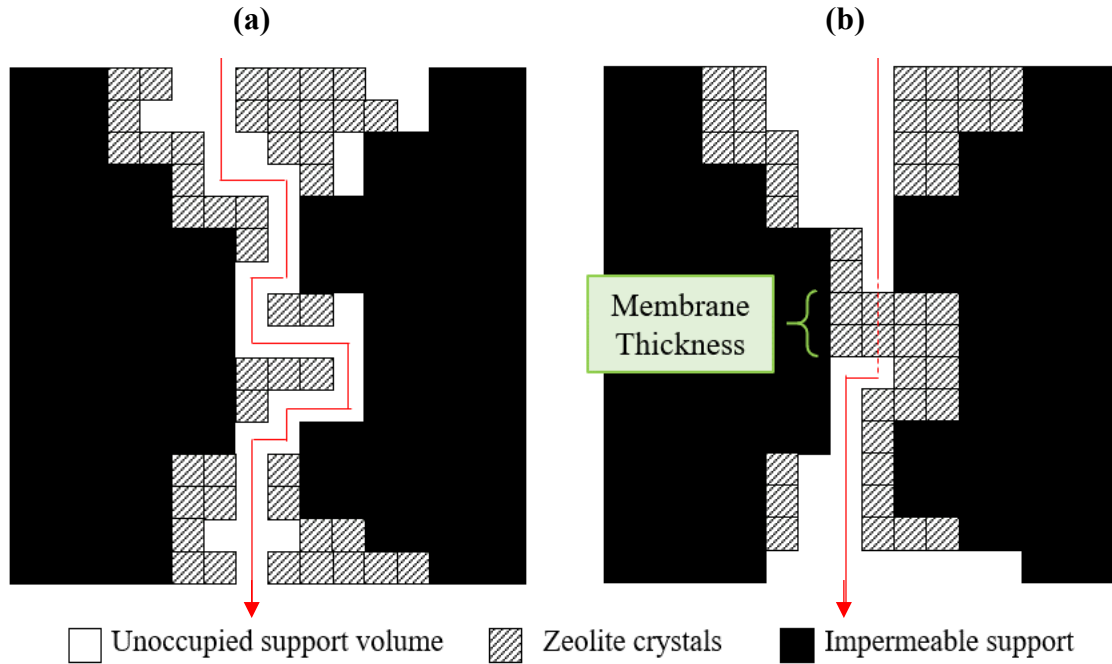 (a)
(b)
Membrane
Thickness
Unoccupied support volume
Zeolite crystals
Impermeable support